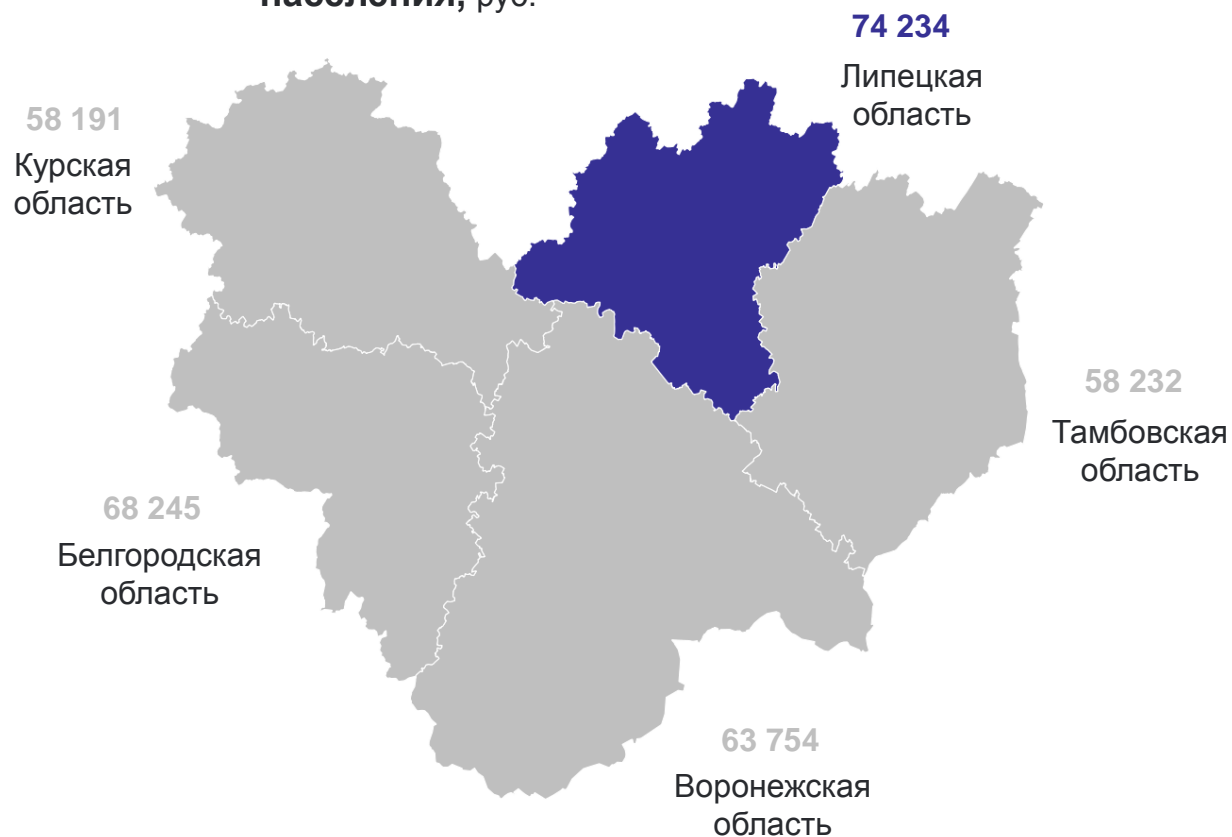 населения, руб.
74 234
Липецкая
область
58 191
Курская
область
58 232
Тамбовская
область
68 245
Белгородская
область
63 754
Воронежская
область